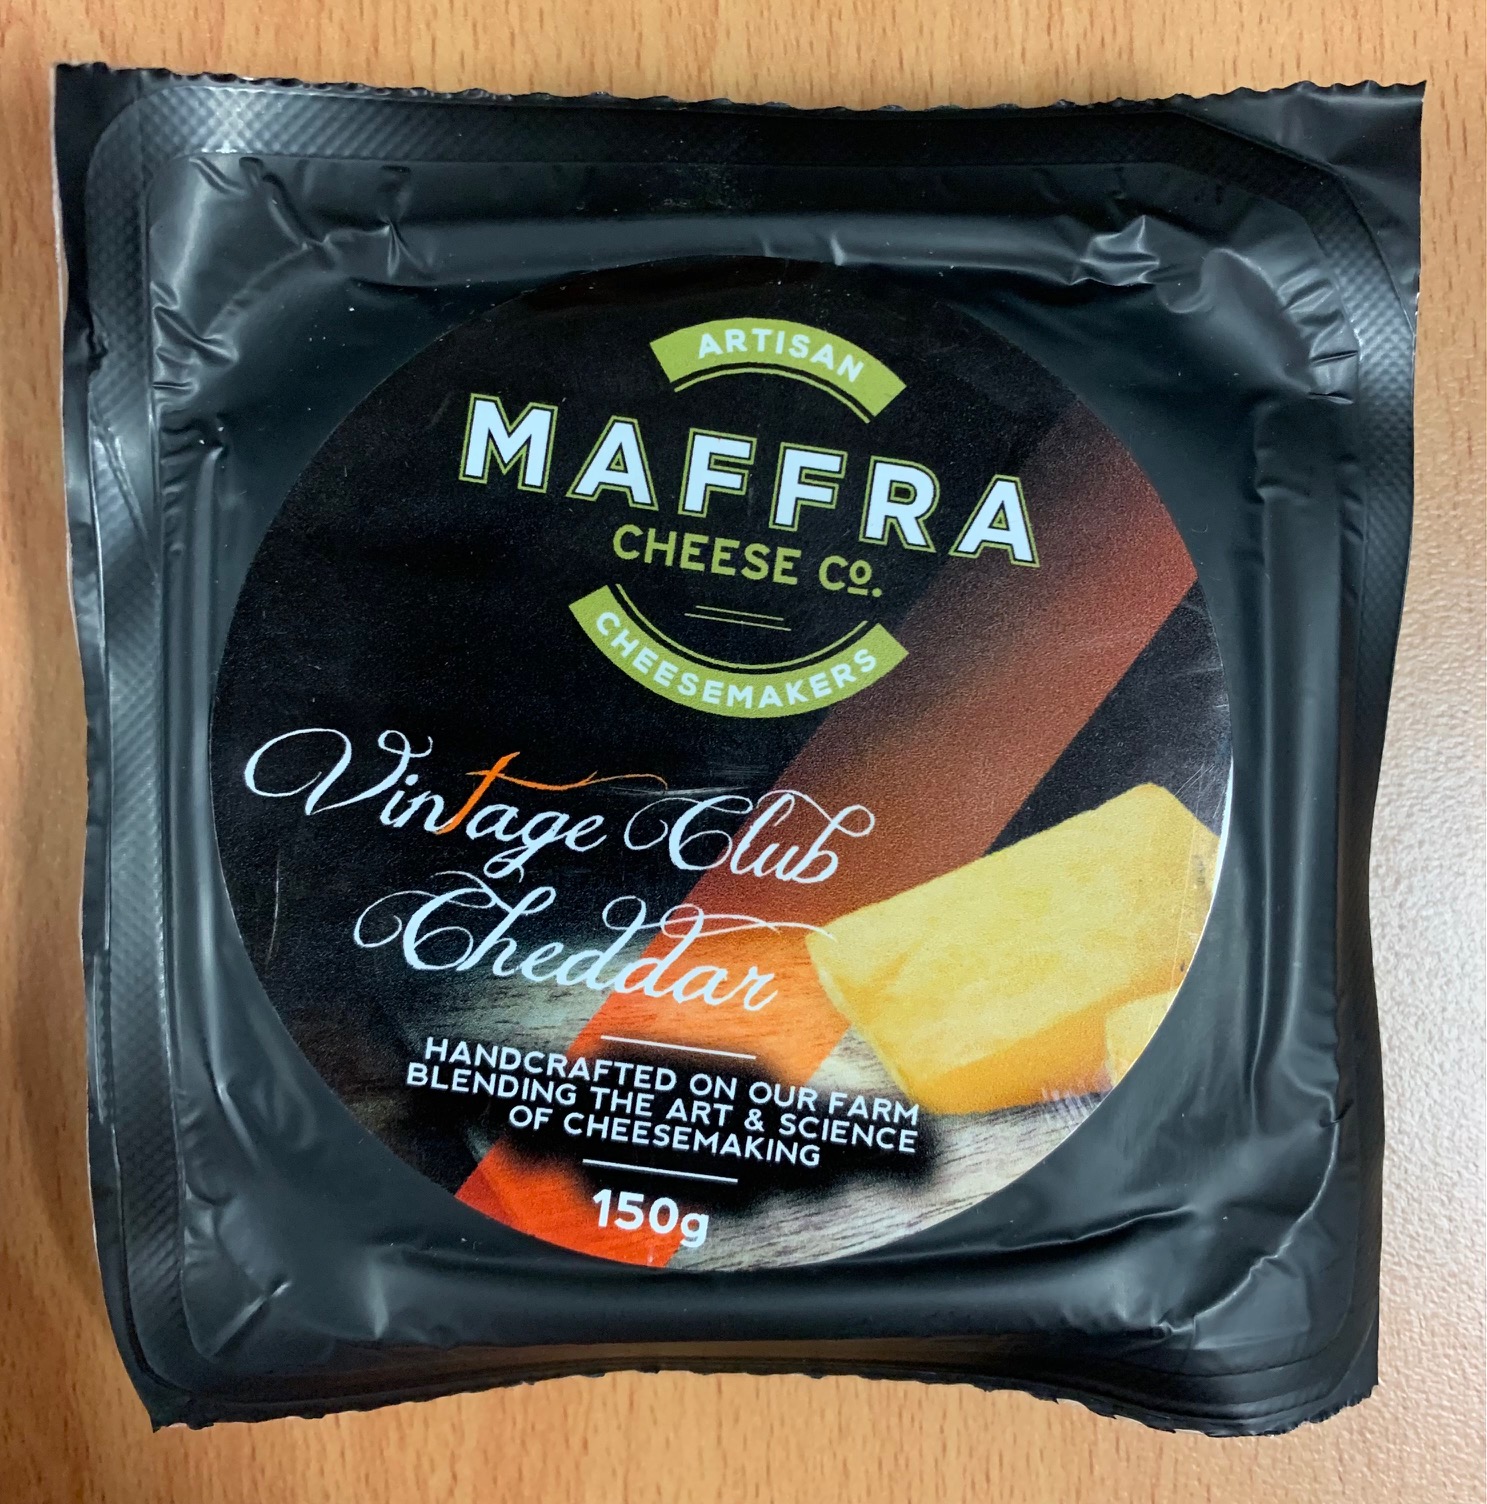 ARTISAN
MAFFRA
CHEESE Co.
CHEESEMAKERS
Vintage Club
Cheddar
HANDCRAFTED ON OUR FARM
BLENDING THE ART & SCIENCE
OF CHEESEMAKING
150g